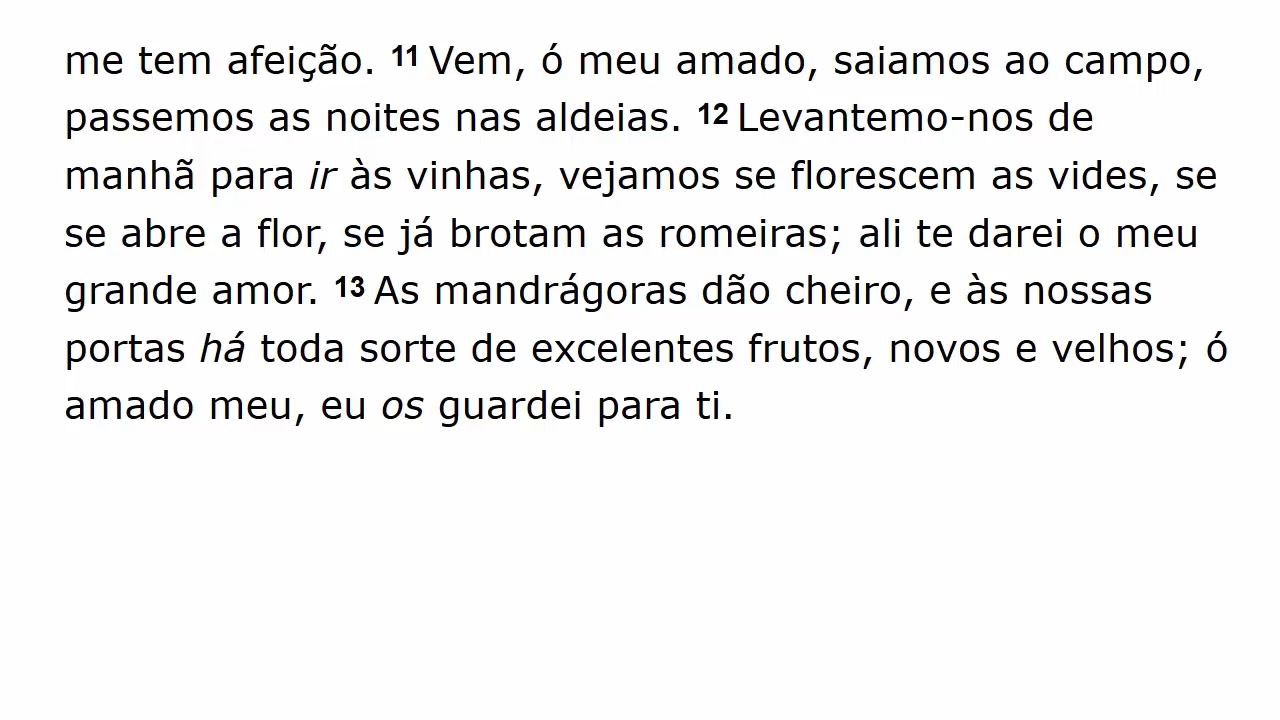 me tem afeição. 11 Vem, ó meu amado, saiamos ao campo,
passemos as noites nas aldeias. 12 Levantemo-nos de
manhã para ir às vinhas, vejamos se florescem as vides, se
se abre a flor, se já brotam as romeiras; ali te darei o meu
grande amor. 13 As mandrágoras dão cheiro, e às nossas
portas há toda sorte de excelentes frutos, novos e velhos; ó
amado meu, eu os guardei para ti.